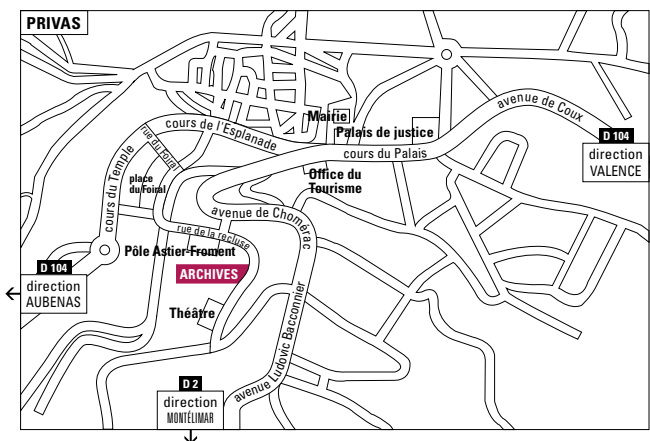 PRIVAS
Mairie
Palais de justice
avenue de Coux
cours de l'Esplanade
rue du Foiral
cours du Palais
D 104
direction
VALENCE
Office du
Tourisme
place
du Foiral
cours du Temple
avenue de Chomérac
rue de la recluse
Pôle Astier-Froment
ARCHIVES
D 104
direction
AUBENAS
Théâtre
avenue Ludovic Bacconnier
D 2
direction
MONTÉLIMAR